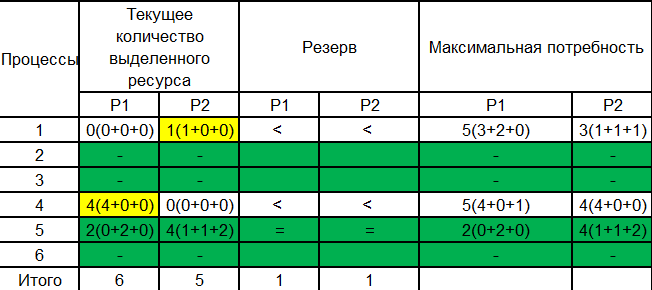 Процессы Текущее количество выделенного ресурса Резерв Максимальная потребность
P1 P2 P1 P2 P1 P2
1 0(0+0+0) 1(1+0+0) < < 5(3+2+0) 3(1+1+1)
2 - - - -
3 - - - -
4 4(4+0+0) 0(0+0+0) < < 5(4+0+1) 4(4+0+0)
5 2(0+2+0) 4(1+1+2) = = 2(0+2+0) 4(1+1+2)
6 - - - -
Итого 6 5 1 1